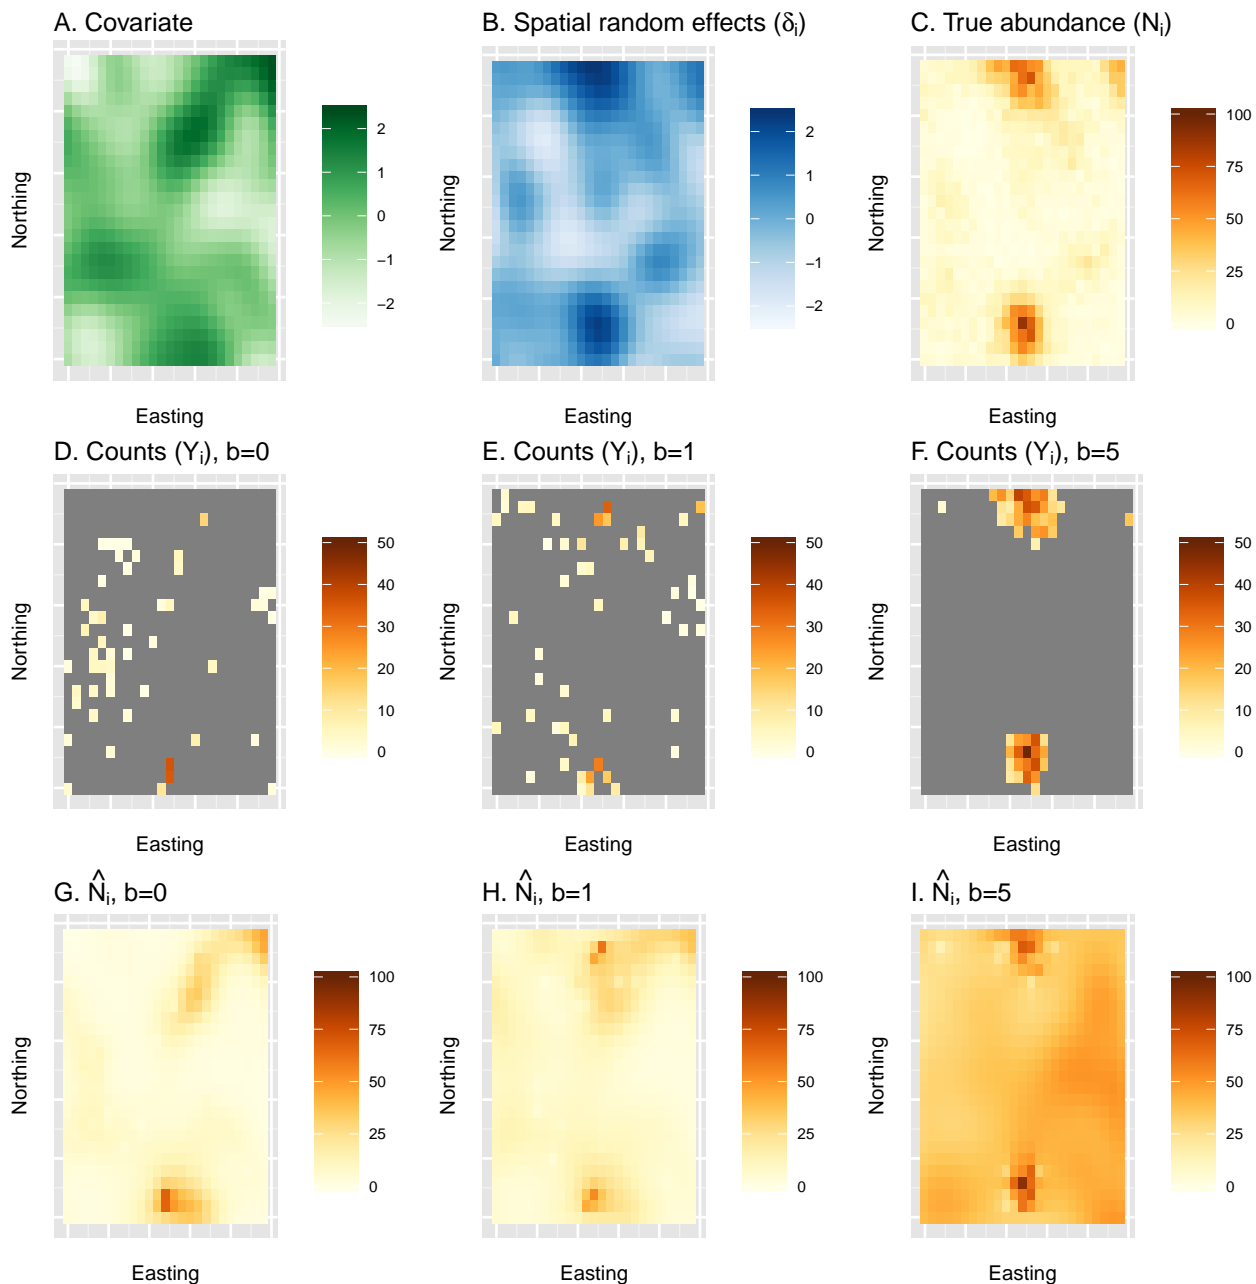 A. Covariate
B. Spatial random effects (δi)
C. True abundance (Ni)
Northing
2
1
0
−1
−2
Easting
Northing
2
1
0
−1
−2
Easting
Northing
100
75
50
25
0
Easting
D. Counts (Yi), b=0
E. Counts (Yi), b=1
F. Counts (Yi), b=5
Northing
50
40
30
20
10
0
Easting
Northing
50
40
30
20
10
0
Easting
Northing
50
40
30
20
10
0
Easting
G. N̂i, b=0
H. N̂i, b=1
I. N̂i, b=5
Northing
100
75
50
25
0
Easting
Northing
100
75
50
25
0
Easting
Northing
100
75
50
25
0
Easting